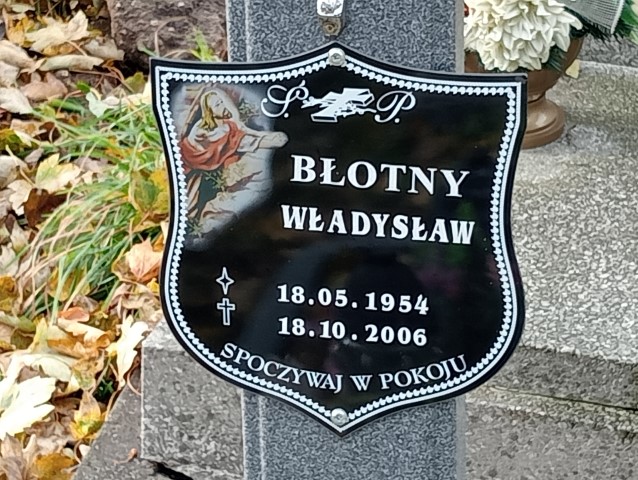 Ś. P.
BŁOTNY
WŁADYSŁAW
18.05.1954
18.10.2006
SPOCZYWAJ W POKOJU